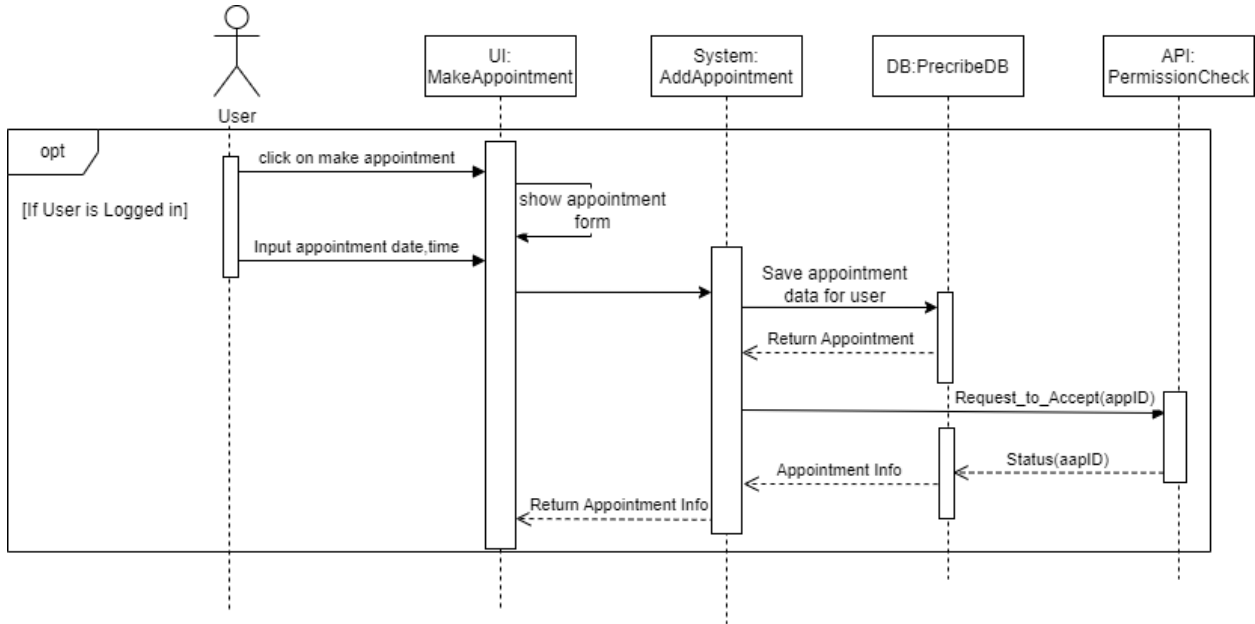 UI:
MakeAppointment
System:
AddAppointment
DB:PrecribeDB
API:
PermissionCheck
User
opt
click on make appointment
[If User is Logged in]
show appointment
form
Input appointment date,time
Save appointment
data for user
Return Appointment
Request_to_Accept(appID)
Status(aapID)
Appointment Info
Return Appointment Info